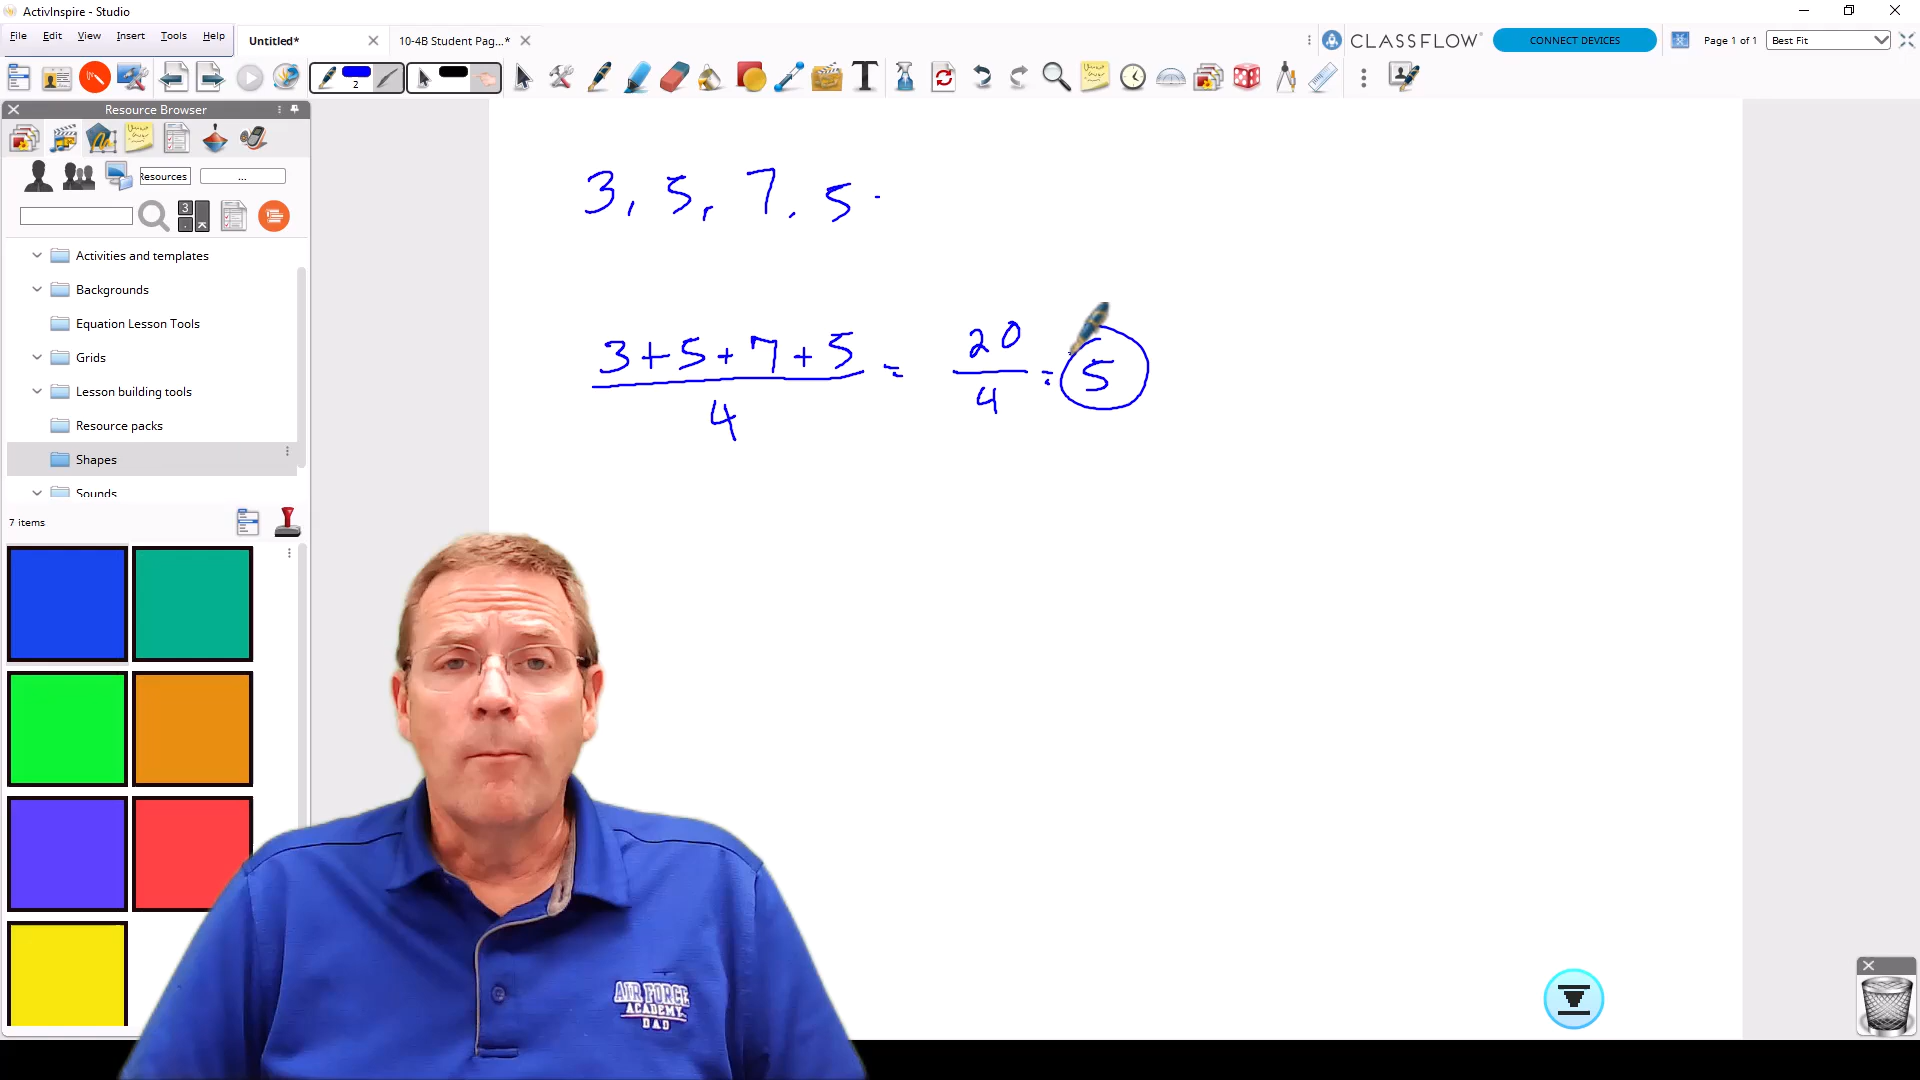 ActivInspire - Studio
File Edit View Insert Tools Help
Untitled*
10-4B Student Pag...*
CLASSFLOW
CONNECT DEVICES
Page 1 of 1
Best Fit
2
Resource Browser
Resources
...
3
Activities and templates
Backgrounds
Equation Lesson Tools
Grids
Lesson building tools
Resource packs
Shapes
Sounds
7 items
3, 5, 7, 5
3+5+7+5 = 20 = 5
4 4
AIR FORCE
ACADEMY
DAD